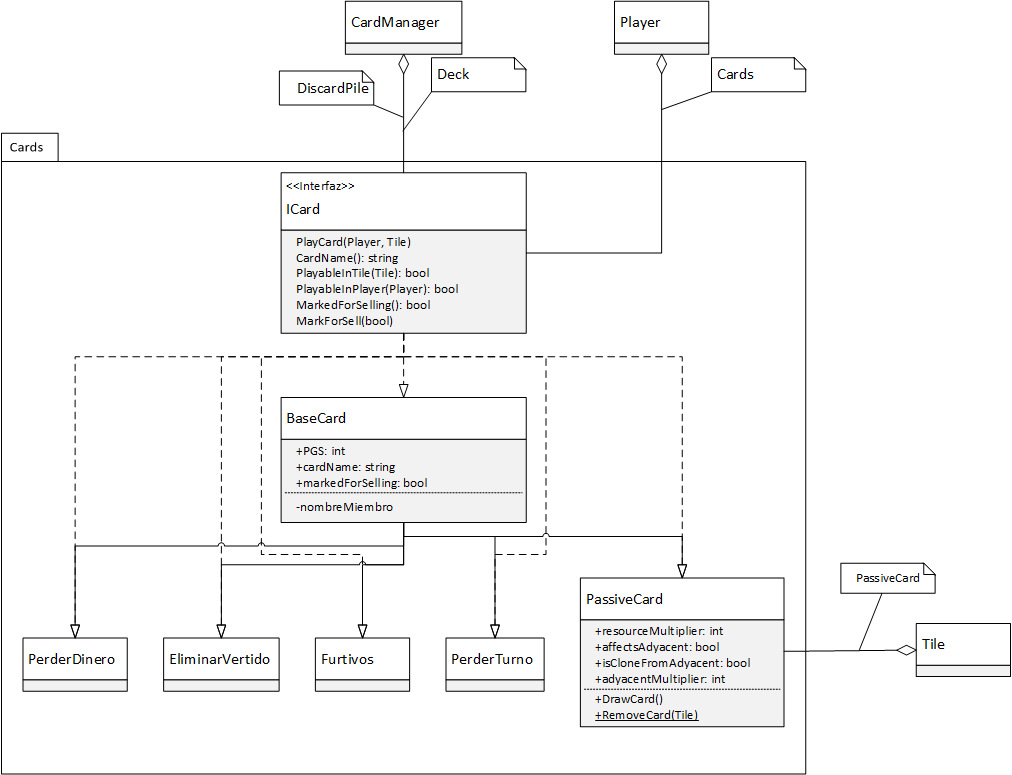 CardManager
Player
DiscardPile
Deck
Cards
Cards
<<Interfaz>>
ICard
PlayCard(Player, Tile)
CardName(): string
PlayableInTile(Tile): bool
PlayableInPlayer(Player): bool
MarkedForSelling(): bool
MarkForSell(bool)
BaseCard
+PGS: int
+cardName: string
+markedForSelling: bool
-nombreMiembro
PerderDinero
EliminarVertido
Furtivos
PerderTurno
PassiveCard
+resourceMultiplier: int
+affectsAdyacent: bool
+isCloneFromAdyacent: bool
+adyacentMultiplier: int
+DrawCard()
+RemoveCard(Tile)
PassiveCard
Tile